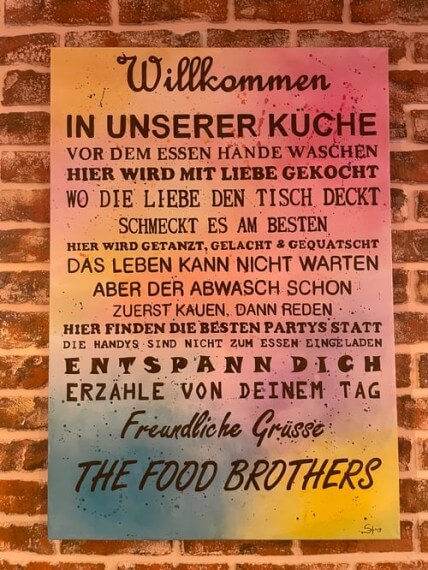 Willkommen
IN UNSERER KÜCHE
VOR DEM ESSEN HÄNDE WASCHEN
HIER WIRD MIT LIEBE GEKOCHT
WO DIE LIEBE DEN TISCH DECKT
SCHMECKT ES AM BESTEN
HIER WIRD GETANZT, GELACHT & GEQUATSCHT
DAS LEBEN KANN NICHT WARTEN
ABER DER ABWASCH SCHON
ZUERST KAUEN, DANN REDEN
HIER FINDEN DIE BESTEN PARTYS STATT
DIE HANDYS SIND NICHT ZUM ESSEN EINGELADEN
ENTSPANN DICH
ERZÄHLE VON DEINEM TAG
Freundliche Grüsse
THE FOOD BROTHERS